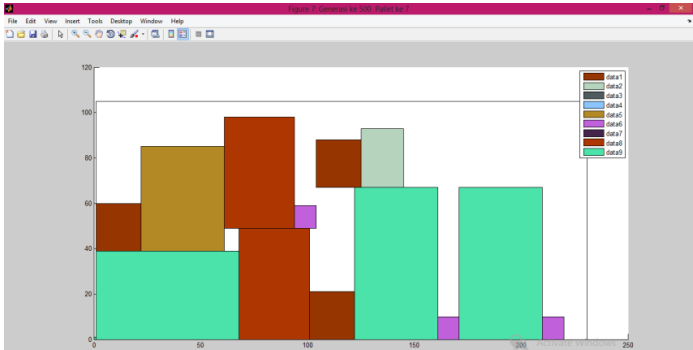 Figure 7: Generasi ke 500 Pallet ke 7
File Edit View Insert Tools Desktop Window Help
120
100
80
60
40
20
0
0 50 100 150 200 250
data1
data2
data3
data4
data5
data6
data7
data8
data9
Activate Windows